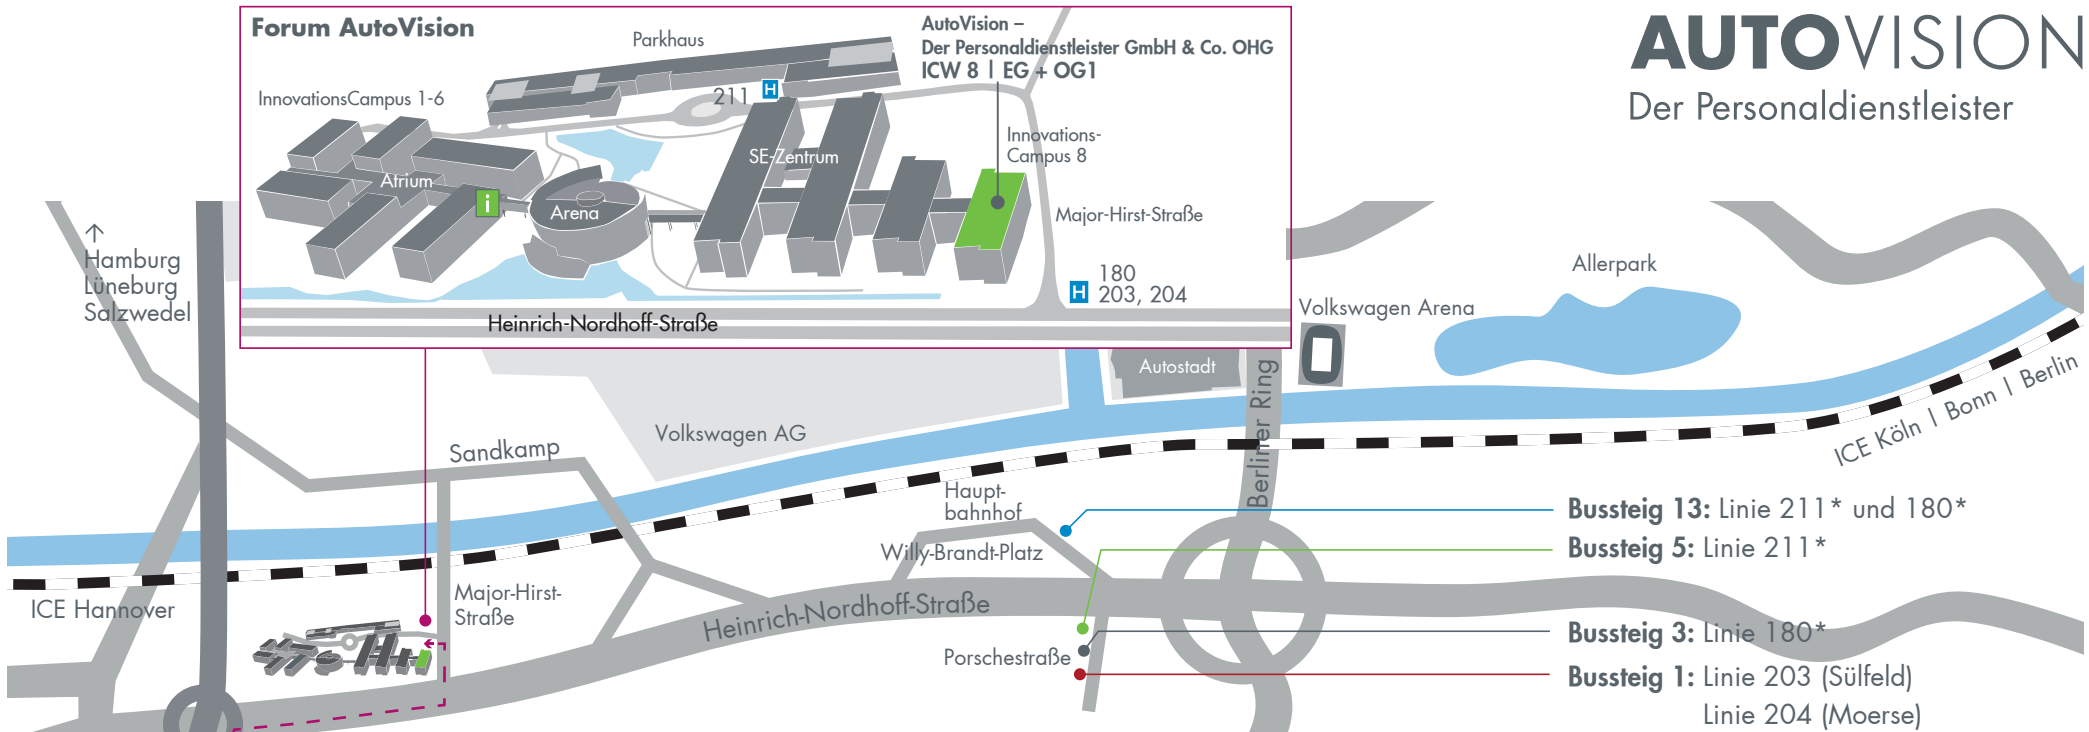 Forum AutoVision
Parkhaus
AutoVision –
Der Personaldienstleister GmbH & Co. OHG
ICW 8 | EG + OG1
AUTOVISION
Der Personaldienstleister
InnovationsCampus 1-6
211
H
Innovations-
Campus 8
SE-Zentrum
Atrium
i
Arena
Major-Hirst-Straße
H
180
203, 204
Heinrich-Nordhoff-Straße
Hamburg
Lüneburg
Salzwedel
Allerpark
Volkswagen Arena
Autostadt
Berliner Ring
ICE Köln | Bonn | Berlin
Volkswagen AG
Sandkamp
Haupt-
bahnhof
Willy-Brandt-Platz
ICE Hannover
Major-Hirst-
Straße
Heinrich-Nordhoff-Straße
Porschestraße
Bussteig 13: Linie 211* und 180*
Bussteig 5: Linie 211*
Bussteig 3: Linie 180*
Bussteig 1: Linie 203 (Sülfeld)
Linie 204 (Moerse)